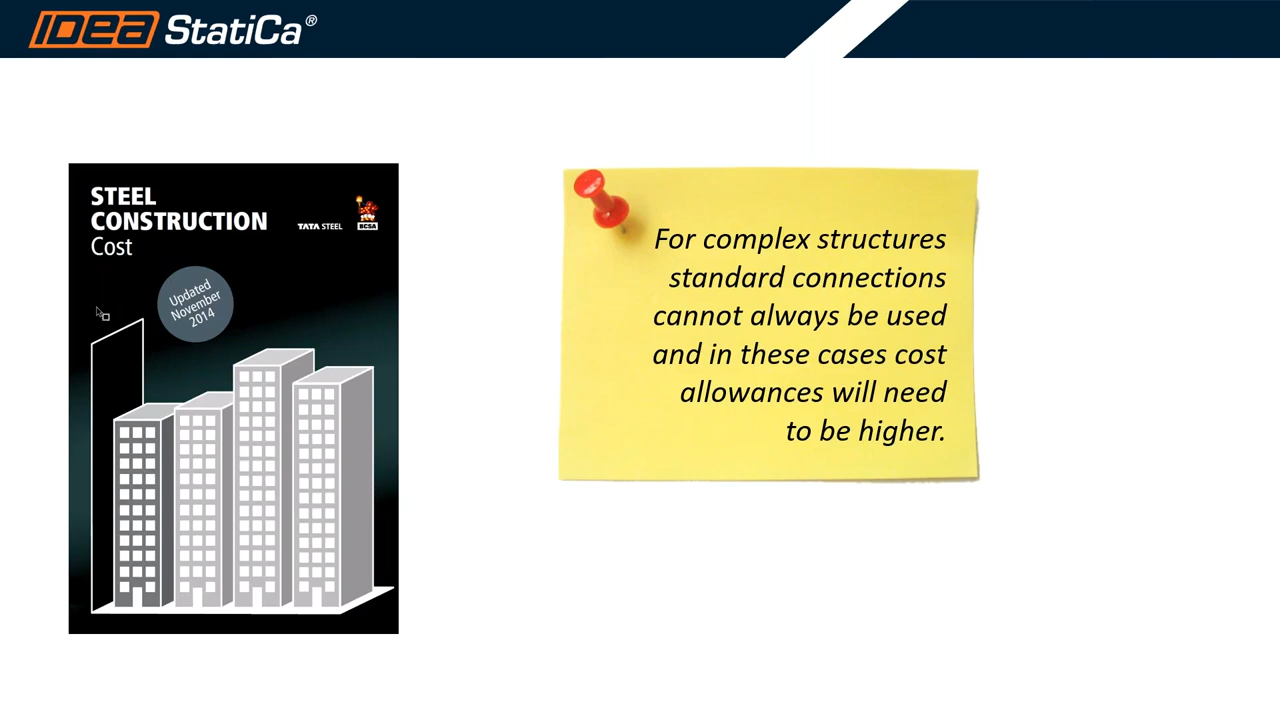 IDEA StatiCa®
STEEL
CONSTRUCTION
Cost
TATA STEEL
BCSA
Updated
November
2014
For complex structures
standard connections
cannot always be used
and in these cases cost
allowances will need
to be higher.